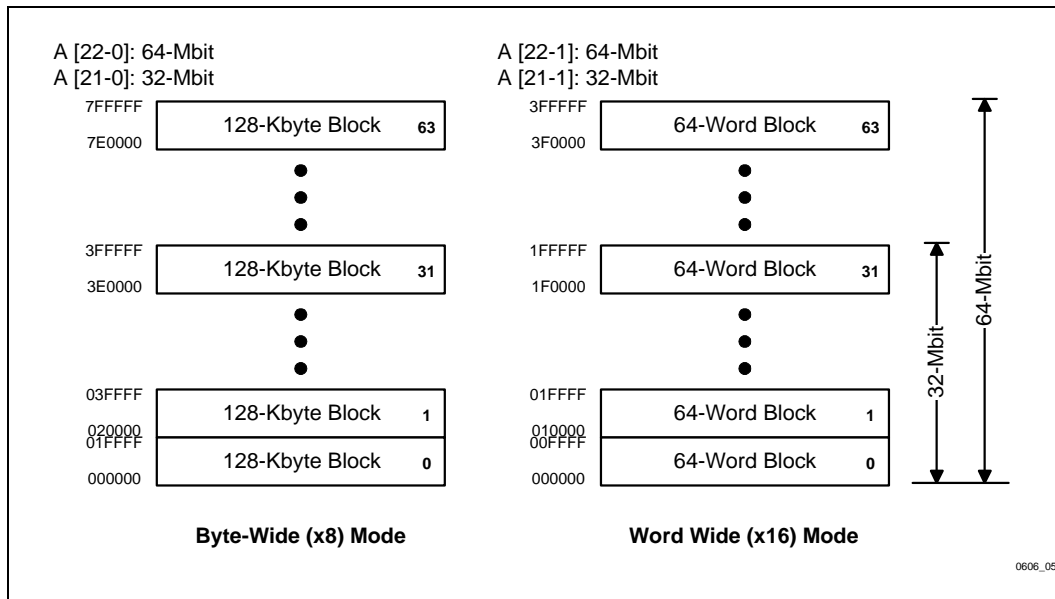 A [22-0]: 64-Mbit
A [21-0]: 32-Mbit
7FFFFF
128-Kbyte Block 63
7E0000
3FFFFF
128-Kbyte Block 31
3E0000
03FFFF
128-Kbyte Block 1
020000
01FFFF
128-Kbyte Block 0
000000
Byte-Wide (x8) Mode
A [22-1]: 64-Mbit
A [21-1]: 32-Mbit
3FFFFF
64-Word Block 63
3F0000
1FFFFF
64-Word Block 31
1F0000
01FFFF
64-Word Block 1
010000
00FFFF
64-Word Block 0
000000
Word Wide (x16) Mode
32-Mbit
64-Mbit
0606_05